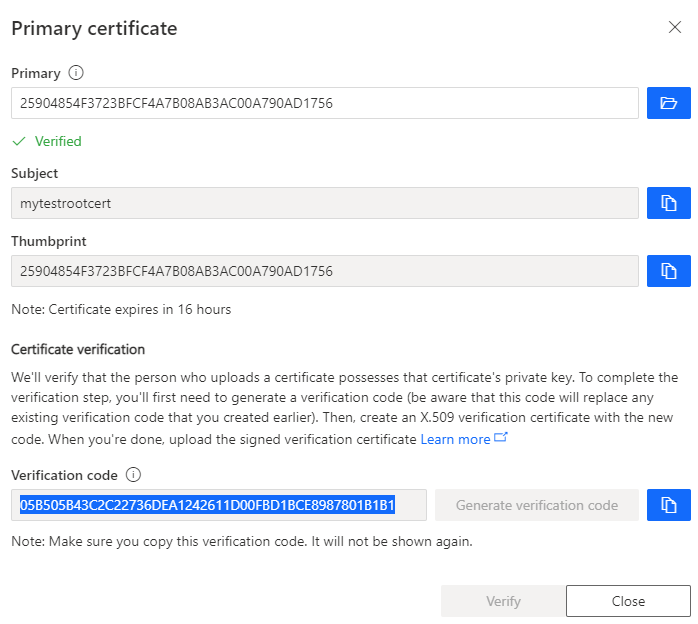 Primary certificate
Primary
25904854F3723BFCF4A7B08AB3AC00A790AD1756
Verified
Subject
mytestrootcert
Thumbprint
25904854F3723BFCF4A7B08AB3AC00A790AD1756
Note: Certificate expires in 16 hours
Certificate verification
We'll verify that the person who uploads a certificate possesses that certificate's private key. To complete the
verification step, you'll first need to generate a verification code (be aware that this code will replace any
existing verification code that you created earlier). Then, create an X.509 verification certificate with the new
code. When you're done, upload the signed verification certificate Learn more
Verification code
05B505B43C2C22736DEA1242611D00FBD1BCE8987801B1B1 Generate verification code
Note: Make sure you copy this verification code. It will not be shown again.
Verify Close